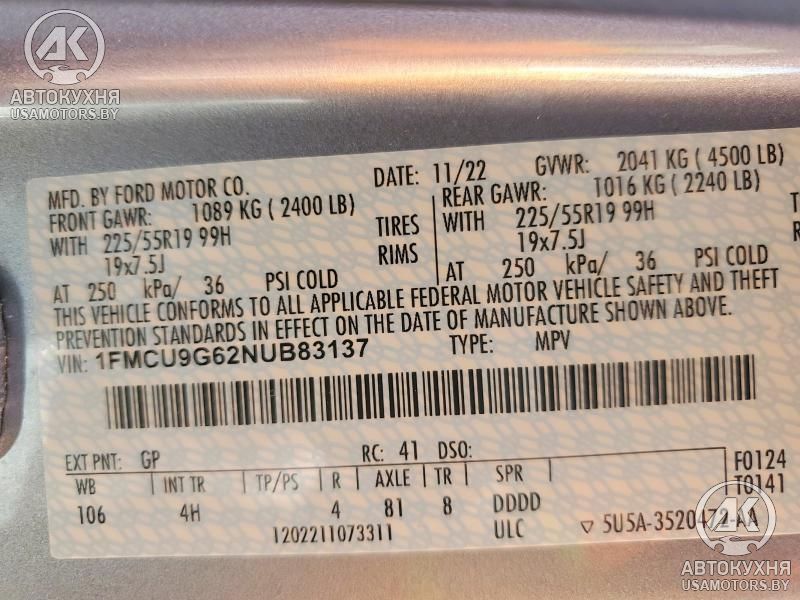 АК
АВТОКУХНЯ
USAMOTORS.BY
MFD. BY FORD MOTOR CO. DATE: 11/22 GVWR: 2041 KG ( 4500 LB)
FRONT GAWR: 1089 KG ( 2400 LB) REAR GAWR: 1016 KG ( 2240 LB)
WITH 225/55R19 99H TIRES WITH 225/55R19 99H
19x7.5J RIMS 19x7.5J
AT 250 kPa/ 36 PSI COLD AT 250 kPa/ 36 PSI COLD
THIS VEHICLE CONFORMS TO ALL APPLICABLE FEDERAL MOTOR VEHICLE SAFETY AND THEFT
PREVENTION STANDARDS IN EFFECT ON THE DATE OF MANUFACTURE SHOWN ABOVE.
VIN: 1FMCU9G62NUB83137 TYPE: MPV
EXT PNT: GP RC: 41 DSO:
WB INT TR TP/PS R AXLE TR SPR F0124
106 4H 4 81 8 DDDD T0141
1202211073311 ULC ▽ 5U5A-3520472-AA
АК
АВТОКУХНЯ
USAMOTORS.BY